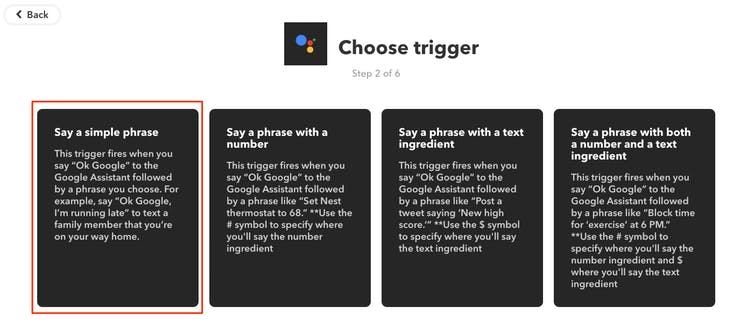 Back
Choose trigger
Step 2 of 6
Say a simple phrase
This trigger fires when you
say “Ok Google” to the
Google Assistant followed
by a phrase you choose. For
example, say “Ok Google,
I’m running late” to text a
family member that you’re
on your way home.
Say a phrase with a
number
This trigger fires when you
say “Ok Google” to the
Google Assistant followed
by a phrase like “Set Nest
thermostat to 68.” **Use the
# symbol to specify where
you'll say the number
ingredient
Say a phrase with a text
ingredient
This trigger fires when you
say “Ok Google” to the
Google Assistant followed
by a phrase like “Post a
tweet saying ‘New high
score.’” **Use the $ symbol
to specify where you'll say
the text ingredient
Say a phrase with both
a number and a text
ingredient
This trigger fires when you
say “Ok Google” to the
Google Assistant followed
by a phrase like “Block time
for ‘exercise’ at 6 PM.”
**Use the # symbol to
specify where you'll say the
number ingredient and $
where you'll say the text
ingredient